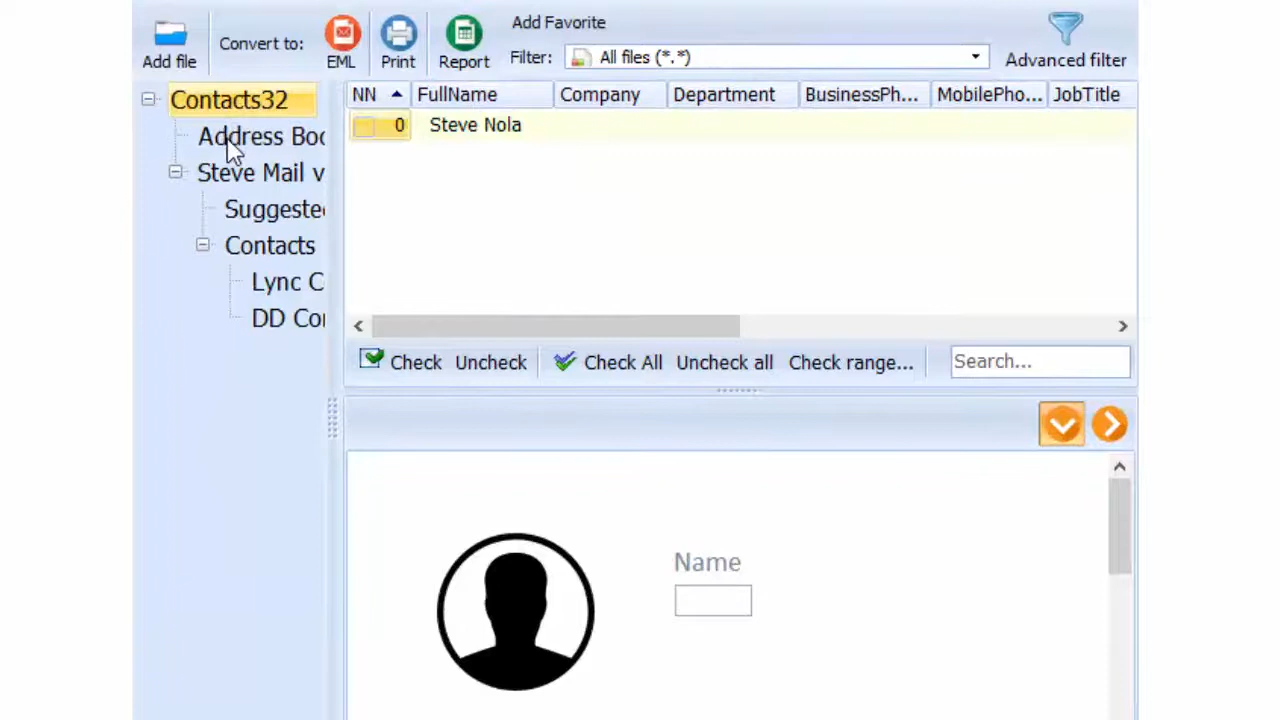 Add file
Convert to:
EML
Print
Report
Add Favorite
Filter: All files (*.*)
Advanced filter
Contacts32
Address Boo
Steve Mail v
Suggested
Contacts
Lync C
DD Con
NN FullName Company Department BusinessPh... MobilePho... JobTitle
0 Steve Nola
Check Uncheck Check All Uncheck all Check range... Search...
Name